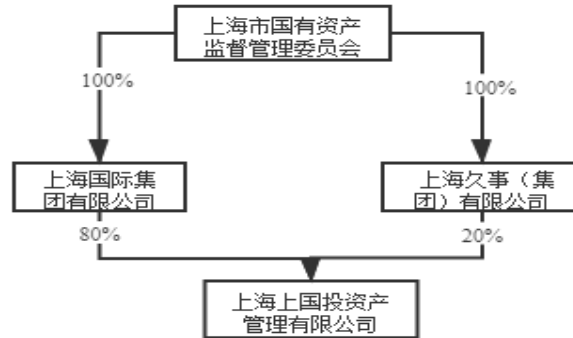 上海市国有资产
监督管理委员会
100%
100%
上海国际集
团有限公司
上海久事（集
团）有限公司
80%
20%
上海上国投资产
管理有限公司